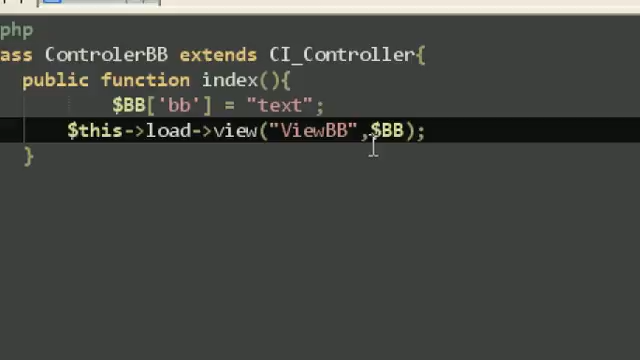 php
ass ControlerBB extends CI_Controller{
public function index(){
$BB['bb'] = "text";
$this->load->view("ViewBB",$BB);
}